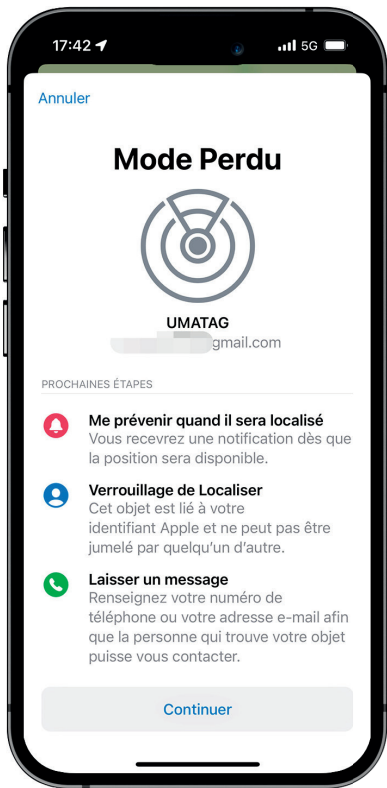 17:42
5G
Annuler
Mode Perdu
UMATAG
gmail.com
PROCHAINES ÉTAPES
Me prévenir quand il sera localisé
Vous recevrez une notification dès que
la position sera disponible.
Verrouillage de Localiser
Cet objet est lié à votre
identifiant Apple et ne peut pas être
jumelé par quelqu'un d'autre.
Laisser un message
Renseignez votre numéro de
téléphone ou votre adresse e-mail afin
que la personne qui trouve votre objet
puisse vous contacter.
Continuer